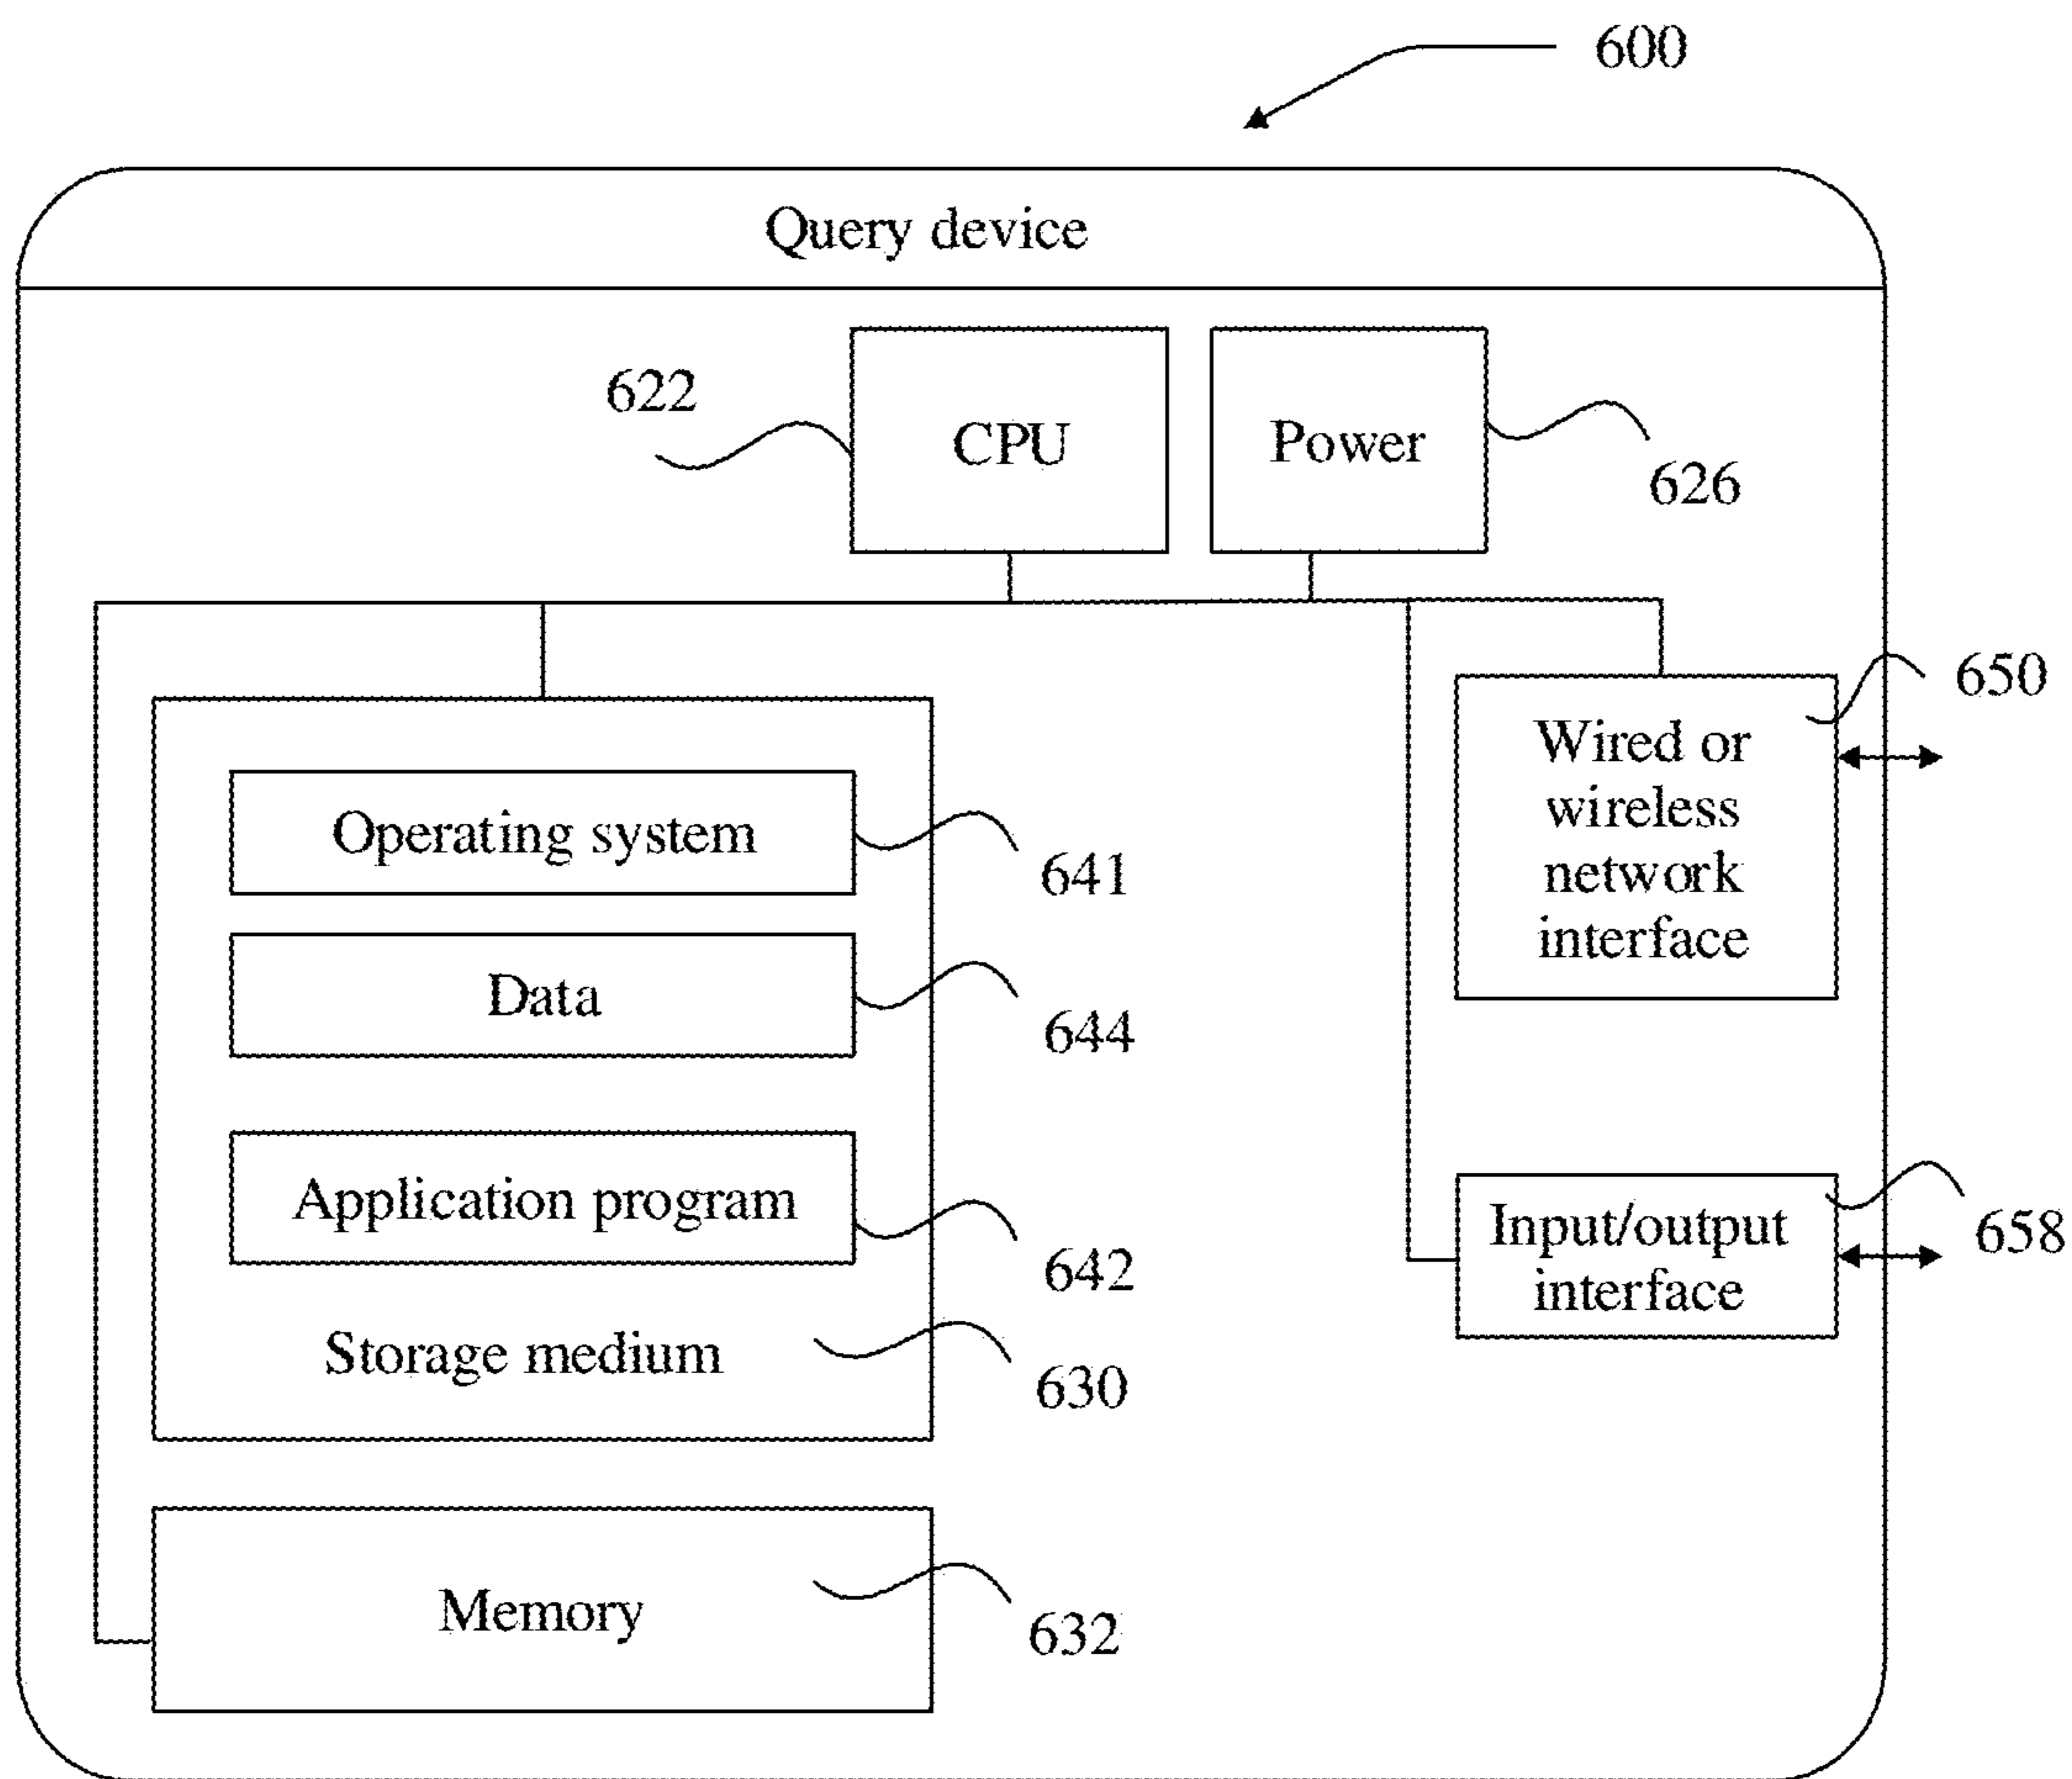 600
Query device
622
CPU
Power
626
650
Wired or
wireless
network
interface
Operating system
641
Data
644
Application program
642
Storage medium
630
658
Input/output
interface
Memory
632